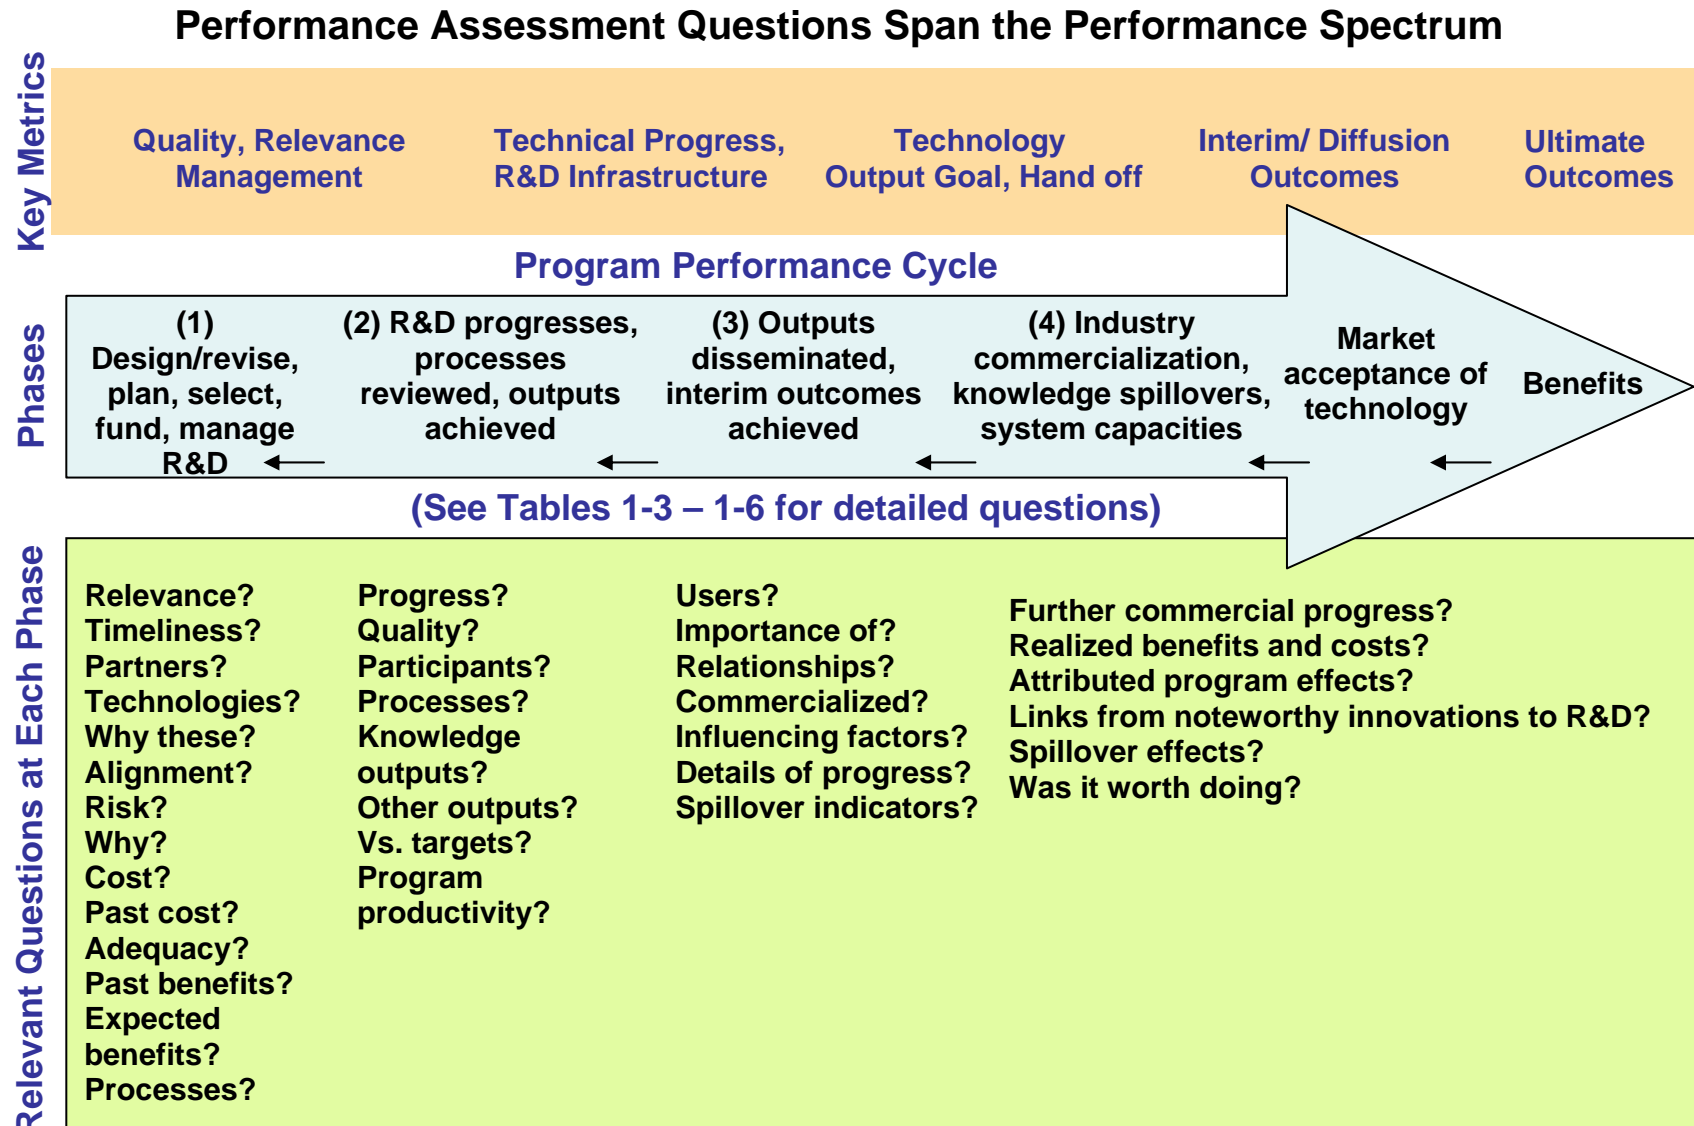 Performance Assessment Questions Span the Performance Spectrum
Key Metrics
Quality, Relevance
Management
Technical Progress,
R&D Infrastructure
Technology
Output Goal, Hand off
Interim/ Diffusion
Outcomes
Ultimate
Outcomes
Program Performance Cycle
Phases
(1)
Design/revise,
plan, select,
fund, manage
R&D
(2) R&D progresses,
processes
reviewed, outputs
achieved
(3) Outputs
disseminated,
interim outcomes
achieved
(4) Industry
commercialization,
knowledge spillovers,
system capacities
Market
acceptance of
technology
Benefits
(See Tables 1-3 – 1-6 for detailed questions)
Relevant Questions at Each Phase
Relevance?
Timeliness?
Partners?
Technologies?
Why these?
Alignment?
Risk?
Why?
Cost?
Past cost?
Adequacy?
Past benefits?
Expected
benefits?
Processes?
Progress?
Quality?
Participants?
Processes?
Knowledge
outputs?
Other outputs?
Vs. targets?
Program
productivity?
Users?
Importance of?
Relationships?
Commercialized?
Influencing factors?
Details of progress?
Spillover indicators?
Further commercial progress?
Realized benefits and costs?
Attributed program effects?
Links from noteworthy innovations to R&D?
Spillover effects?
Was it worth doing?